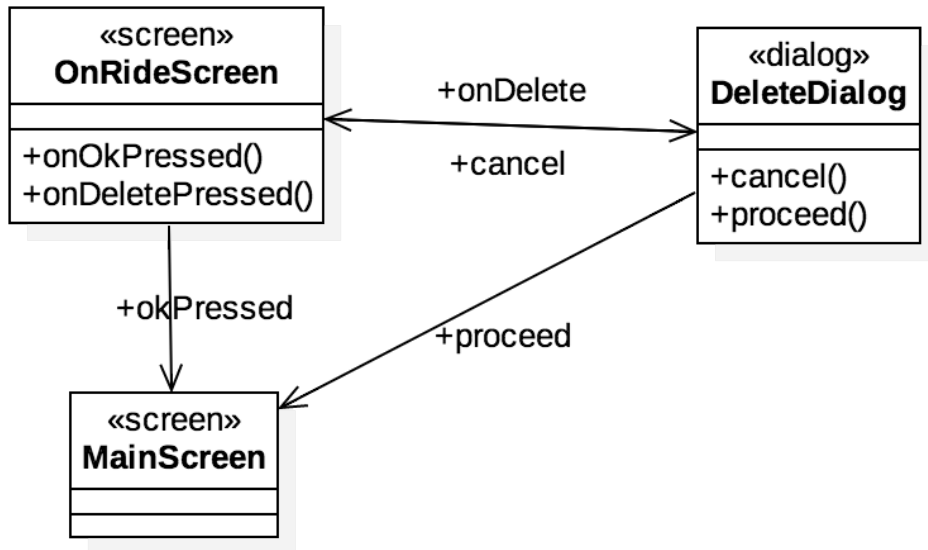 «screen»
OnRideScreen
+onOkPressed()
+onDeletePressed()
+onDelete
+cancel
«dialog»
DeleteDialog
+cancel()
+proceed()
+okPressed
+proceed
«screen»
MainScreen